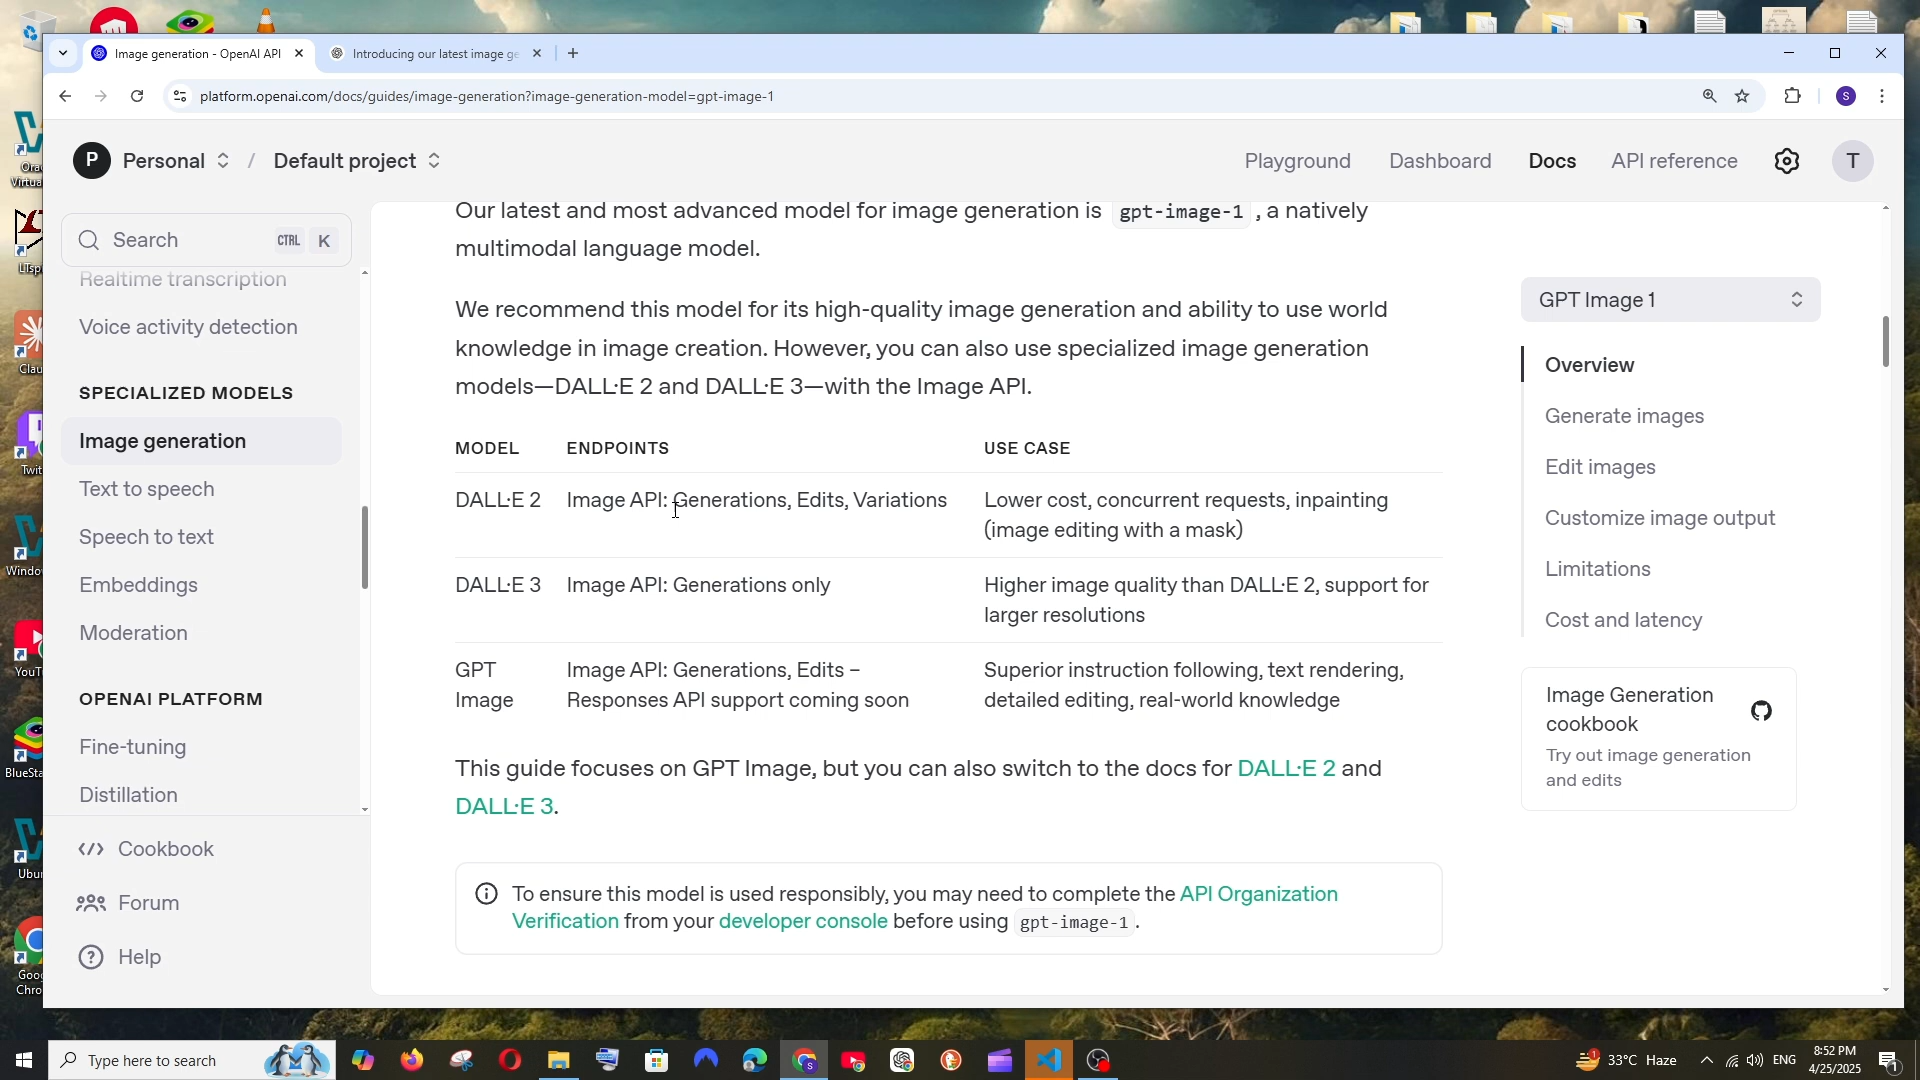 Image generation - OpenAI API
Introducing our latest image ge
platform.openai.com/docs/guides/image-generation?image-generation-model=gpt-image-1
S
P Personal / Default project
Playground Dashboard Docs API reference T
Search CTRL K
Realtime transcription
Voice activity detection
SPECIALIZED MODELS
Image generation
Text to speech
Speech to text
Embeddings
Moderation
OPENAI PLATFORM
Fine-tuning
Distillation
Cookbook
Forum
Help
Our latest and most advanced model for image generation is gpt-image-1 , a natively
multimodal language model.
We recommend this model for its high-quality image generation and ability to use world
knowledge in image creation. However, you can also use specialized image generation
models—DALL·E 2 and DALL·E 3—with the Image API.
MODEL ENDPOINTS USE CASE
DALL·E 2 Image API: Generations, Edits, Variations Lower cost, concurrent requests, inpainting
(image editing with a mask)
DALL·E 3 Image API: Generations only Higher image quality than DALL·E 2, support for
larger resolutions
GPT Image API: Generations, Edits – Superior instruction following, text rendering,
Image Responses API support coming soon detailed editing, real-world knowledge
This guide focuses on GPT Image, but you can also switch to the docs for DALL·E 2 and
DALL·E 3.
To ensure this model is used responsibly, you may need to complete the API Organization
Verification from your developer console before using gpt-image-1 .
GPT Image 1
Overview
Generate images
Edit images
Customize image output
Limitations
Cost and latency
Image Generation
cookbook
Try out image generation
and edits
Ora
Virtua
LTsp
Clau
Twit
Windo
YouT
BlueSta
Ubun
Goo
Chro
Type here to search
33°C Haze
ENG
8:52 PM
4/25/2025
1